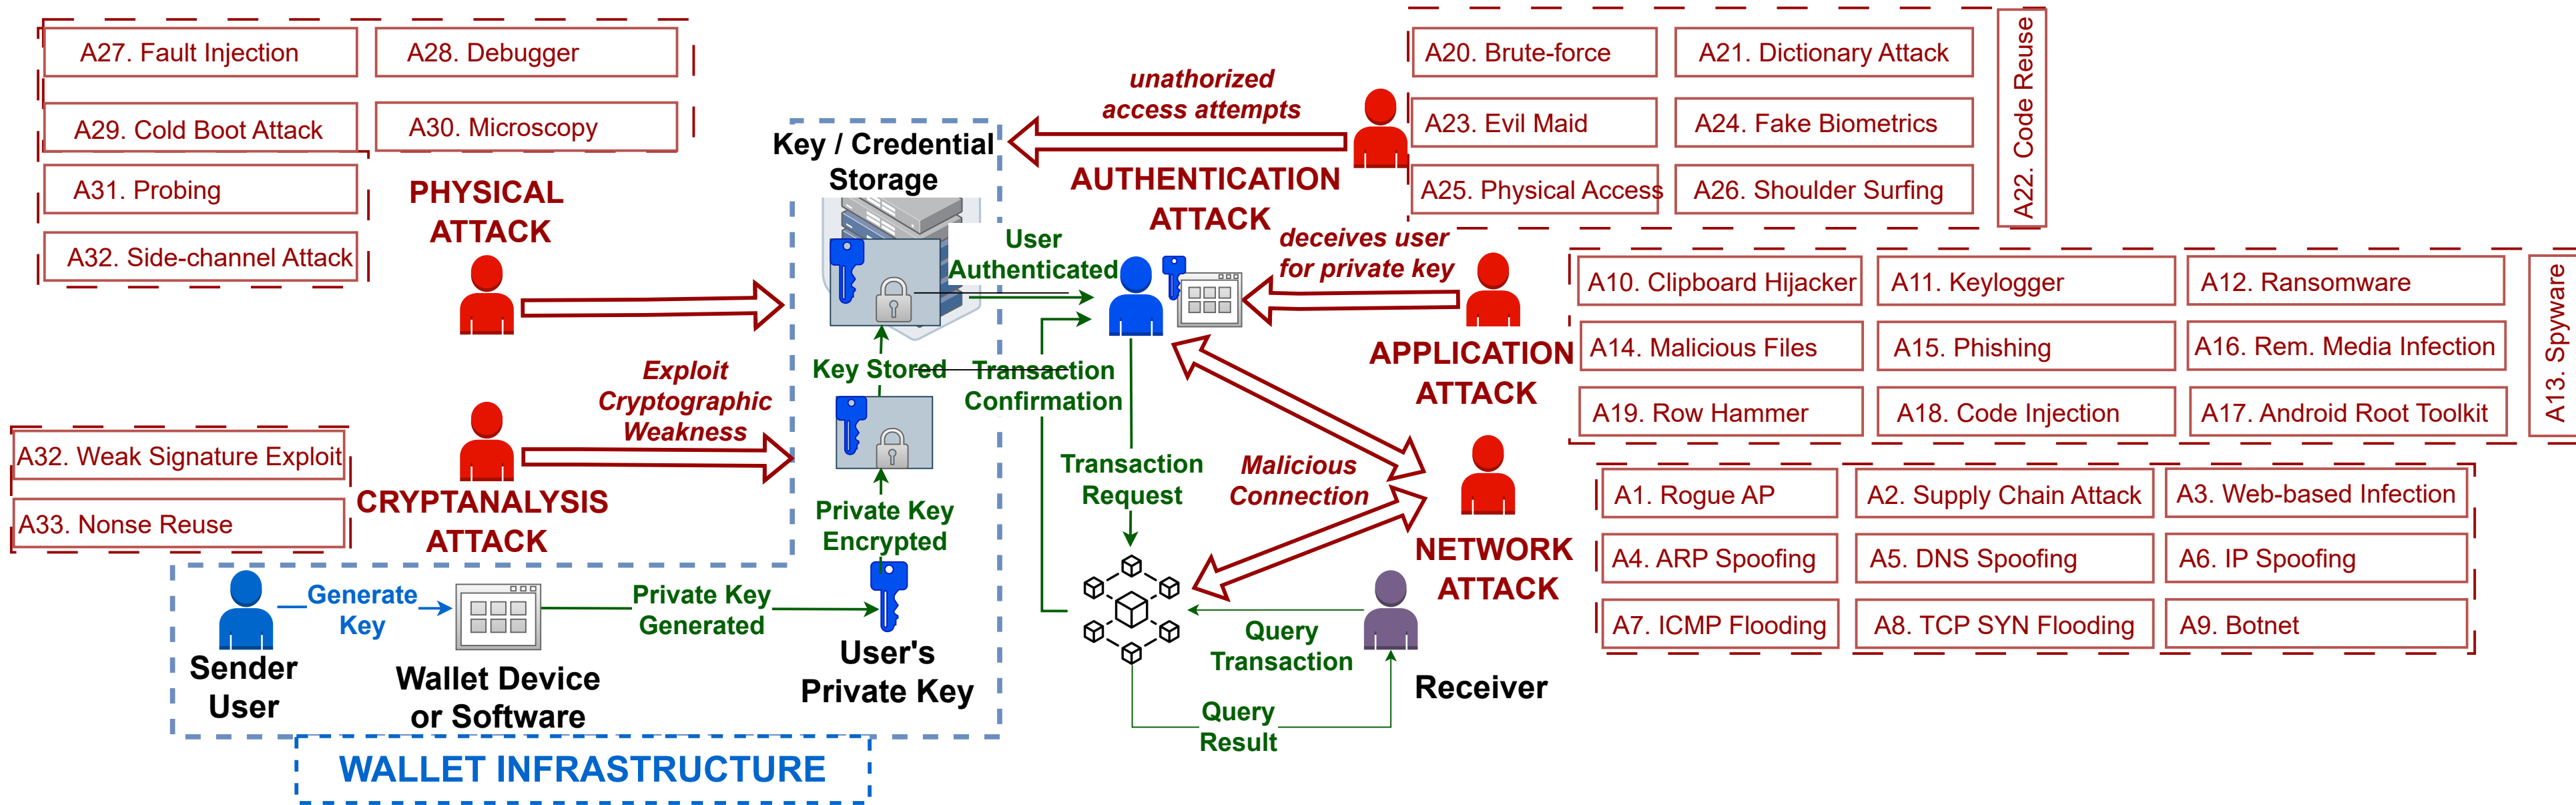 A27. Fault Injection
A28. Debugger
A29. Cold Boot Attack
A30. Microscopy
A31. Probing
A32. Side-channel Attack
PHYSICAL
ATTACK
Exploit
Cryptographic
Weakness
A32. Weak Signature Exploit
A33. Nonse Reuse
CRYPTANALYSIS
ATTACK
Key / Credential
Storage
User
Authenticated
Key Stored
Transaction
Confirmation
Private Key
Encrypted
Generate
Key
Private Key
Generated
Sender
User
Wallet Device
or Software
User's
Private Key
WALLET INFRASTRUCTURE
unathorized
access attempts
AUTHENTICATION
ATTACK
A20. Brute-force
A21. Dictionary Attack
A22. Code Reuse
A23. Evil Maid
A24. Fake Biometrics
A25. Physical Access
A26. Shoulder Surfing
deceives user
for private key
APPLICATION
ATTACK
A10. Clipboard Hijacker
A11. Keylogger
A12. Ransomware
A13. Spyware
A14. Malicious Files
A15. Phishing
A16. Rem. Media Infection
A19. Row Hammer
A18. Code Injection
A17. Android Root Toolkit
Transaction
Request
Malicious
Connection
NETWORK
ATTACK
A1. Rogue AP
A2. Supply Chain Attack
A3. Web-based Infection
A4. ARP Spoofing
A5. DNS Spoofing
A6. IP Spoofing
A7. ICMP Flooding
A8. TCP SYN Flooding
A9. Botnet
Query
Transaction
Receiver
Query
Result